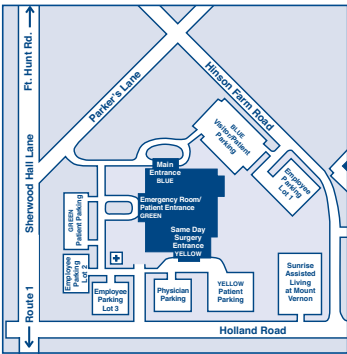 Ft. Hunt Rd.
Sherwood Hall Lane
Route 1
Parker's Lane
Hinson Farm Road
BLUE
Visitor/Patient
Parking
Employee
Parking
Lot 1
Main
Entrance
BLUE
Emergency Room/
Patient Entrance
GREEN
Same Day
Surgery
Entrance
YELLOW
GREEN
Patient Parking
Employee
Parking
Lot 2
Employee
Parking
Lot 3
Physician
Parking
YELLOW
Patient
Parking
Sunrise
Assisted
Living
at Mount
Vernon
Holland Road